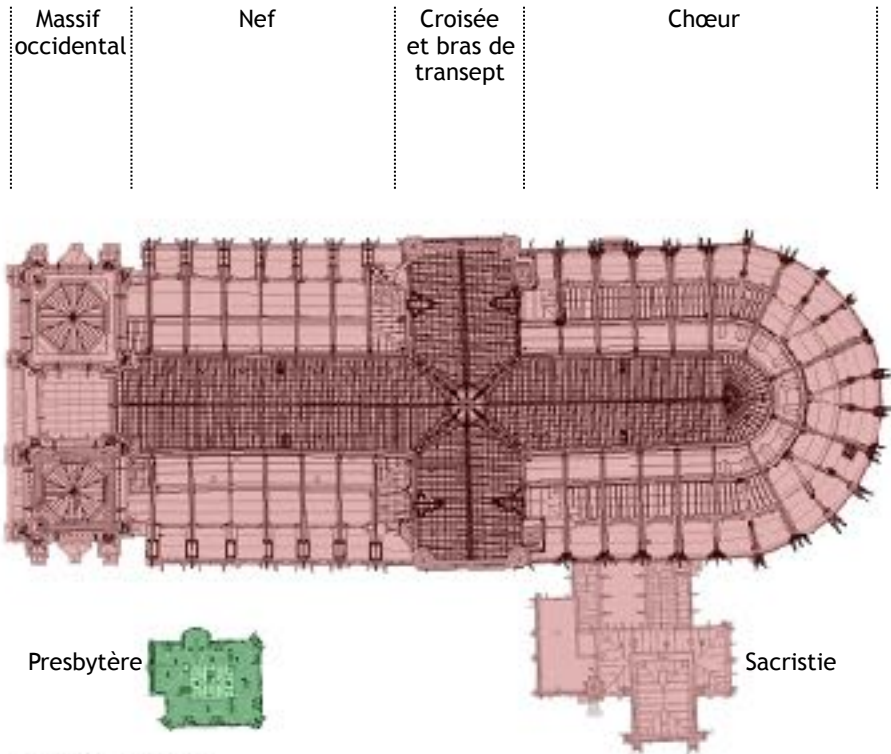 Massif
occidental
Nef
Croisée
et bras de
transept
Chœur
Presbytère
Sacristie